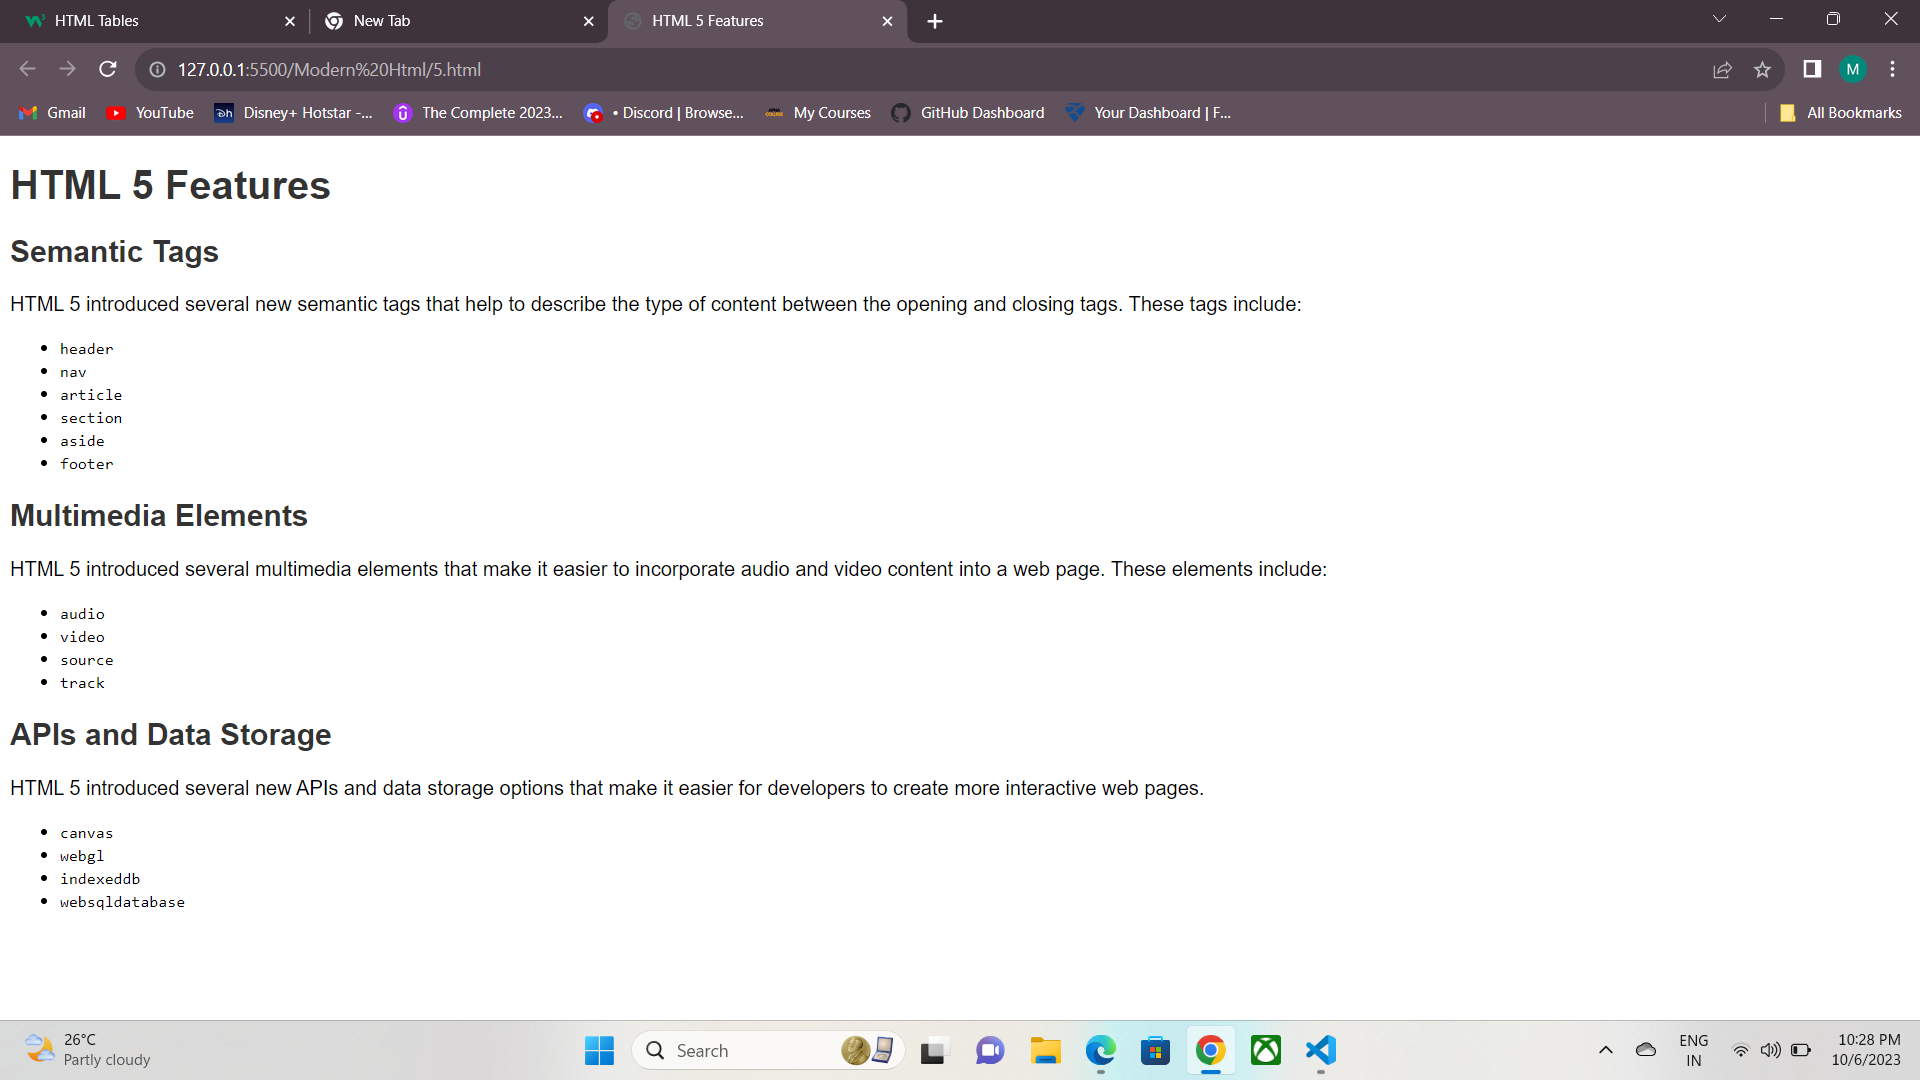 HTML Tables
New Tab
HTML 5 Features
127.0.0.1:5500/Modern%20Html/5.html
M
Gmail
YouTube
Disney+ Hotstar -...
The Complete 2023...
• Discord | Browse...
My Courses
GitHub Dashboard
Your Dashboard | F...
All Bookmarks
HTML 5 Features
Semantic Tags
HTML 5 introduced several new semantic tags that help to describe the type of content between the opening and closing tags. These tags include:
• header
• nav
• article
• section
• aside
• footer
Multimedia Elements
HTML 5 introduced several multimedia elements that make it easier to incorporate audio and video content into a web page. These elements include:
• audio
• video
• source
• track
APIs and Data Storage
HTML 5 introduced several new APIs and data storage options that make it easier for developers to create more interactive web pages.
• canvas
• webgl
• indexeddb
• websqldatabase
26°C
Partly cloudy
Search
ENG
IN
10:28 PM
10/6/2023